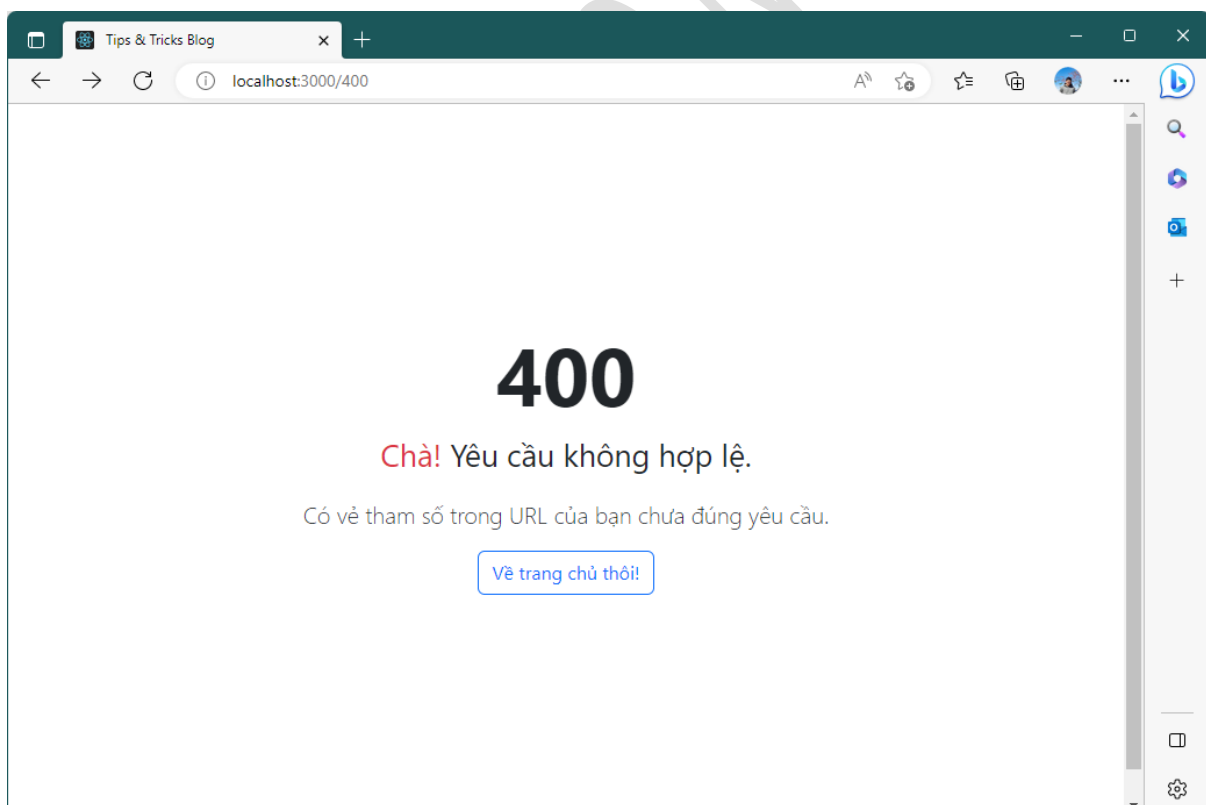 Tips & Tricks Blog
localhost:3000/400
400
Chà! Yêu cầu không hợp lệ.
Có vẻ tham số trong URL của bạn chưa đúng yêu cầu.
Về trang chủ thôi!